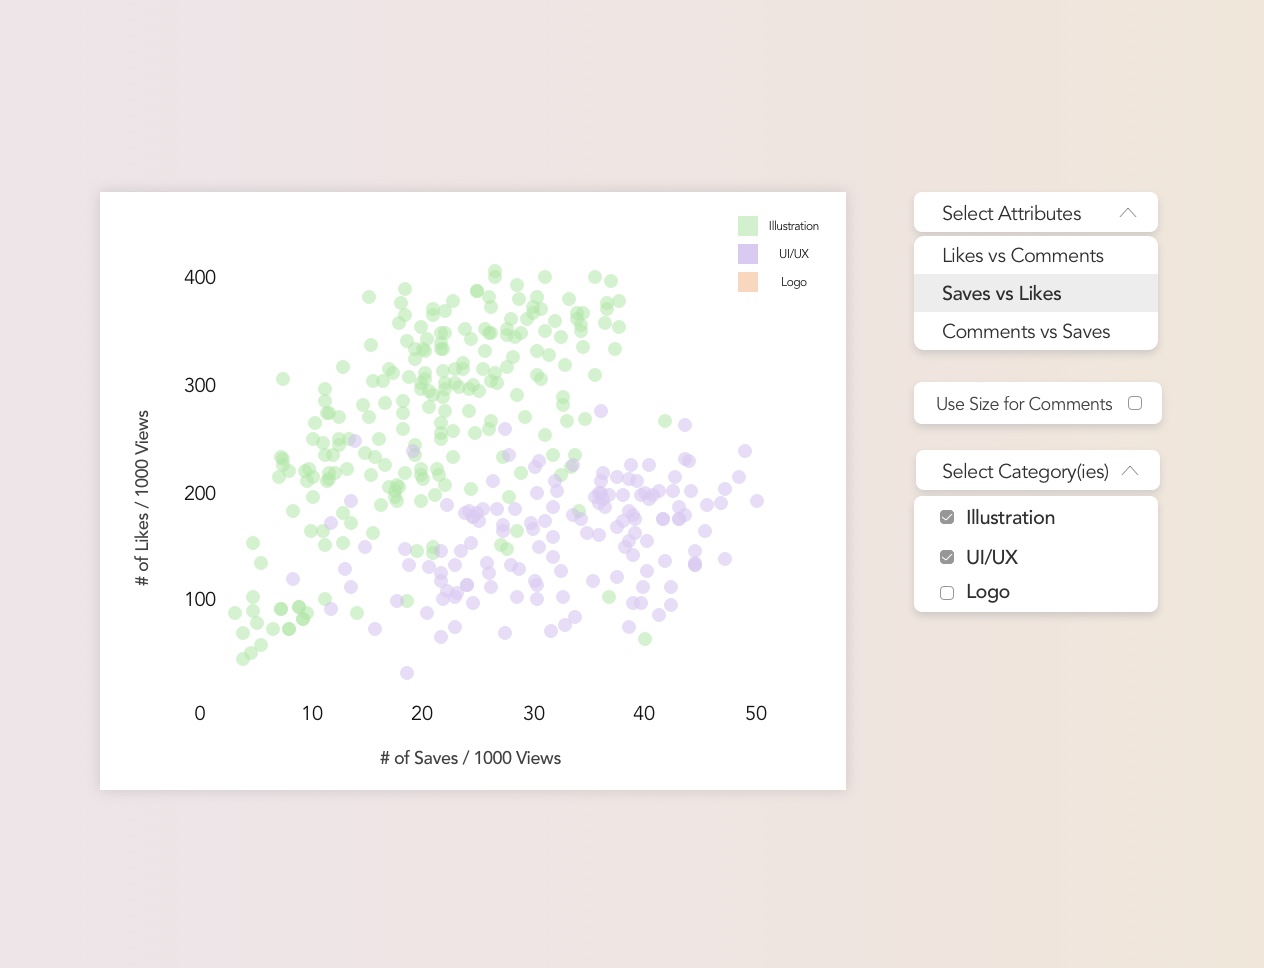 Illustration
UI/UX
Logo
400
300
200
100
# of Likes / 1000 Views
0 10 20 30 40 50
# of Saves / 1000 Views
Select Attributes
Likes vs Comments
Saves vs Likes
Comments vs Saves
Use Size for Comments
Select Category(ies)
Illustration
UI/UX
Logo